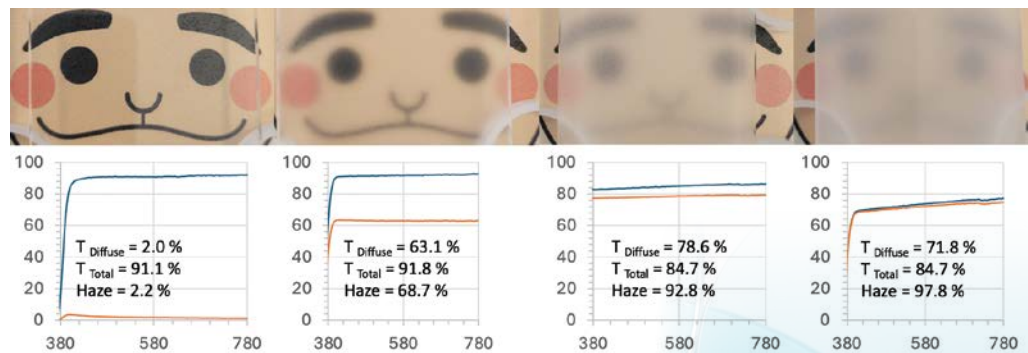 100
80
60
40
20
0
T Diffuse = 2.0 %
T Total = 91.1 %
Haze = 2.2 %
380 580 780
100
80
60
40
20
0
T Diffuse = 63.1 %
T Total = 91.8 %
Haze = 68.7 %
380 580 780
100
80
60
40
20
0
T Diffuse = 78.6 %
T Total = 84.7 %
Haze = 92.8 %
380 580 780
100
80
60
40
20
0
T Diffuse = 71.8 %
T Total = 84.7 %
Haze = 97.8 %
380 580 780